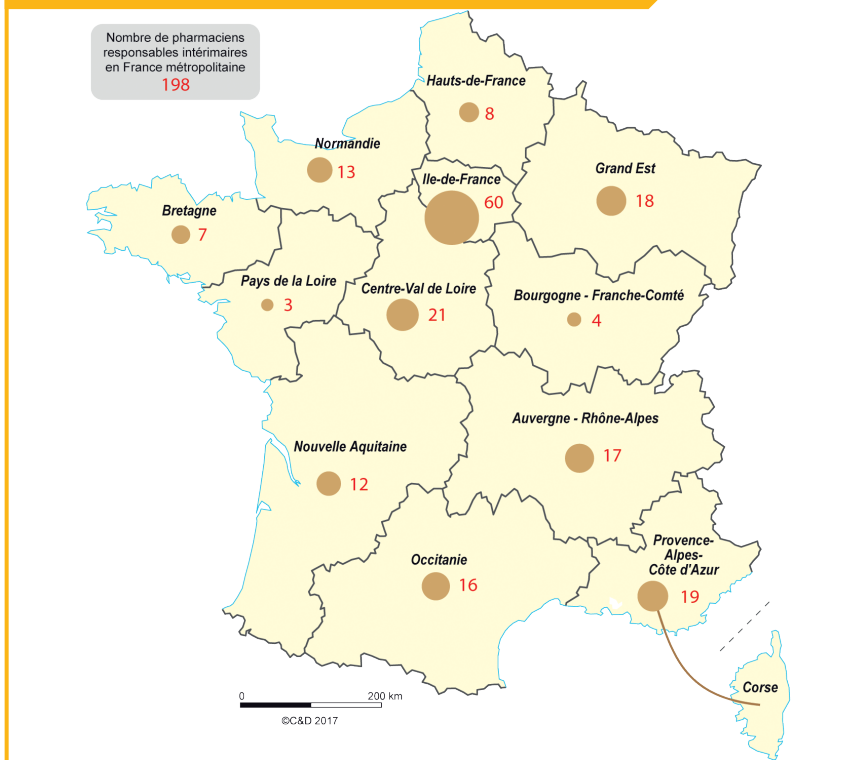 Nombre de pharmaciens
responsables intérimaires
en France métropolitaine
198
Hauts-de-France
8
Normandie
13
Ile-de-France
60
Grand Est
18
Bretagne
7
Pays de la Loire
3
Centre-Val de Loire
21
Bourgogne - Franche-Comté
4
Auvergne - Rhône-Alpes
17
Nouvelle Aquitaine
12
Occitanie
16
Provence-
Alpes-
Côte d'Azur
19
Corse
0 200 km
©C&D 2017